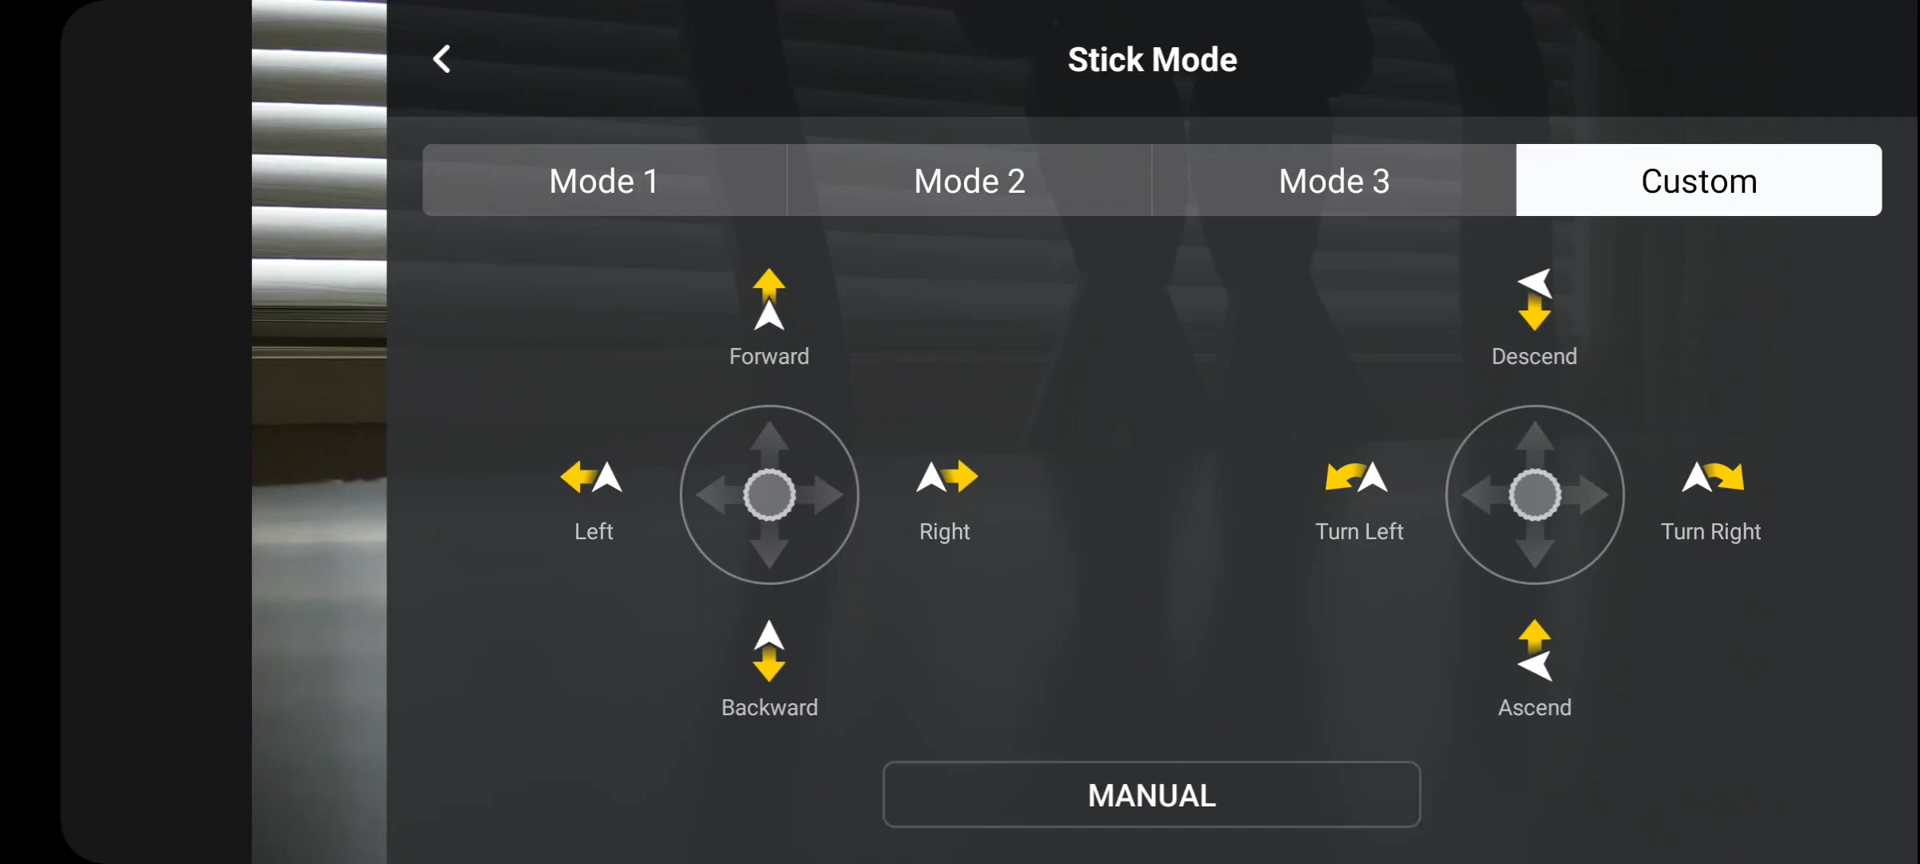 Stick Mode
Mode 1
Mode 2
Mode 3
Custom
Forward
Left
Right
Backward
Descend
Turn Left
Turn Right
Ascend
MANUAL